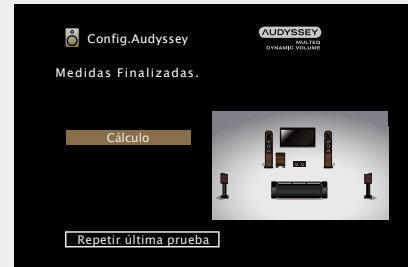 Config.Audyssey
AUDYSSEY
MULTEQ
DYNAMIC VOLUME
Medidas Finalizadas.
Cálculo
Repetir última prueba